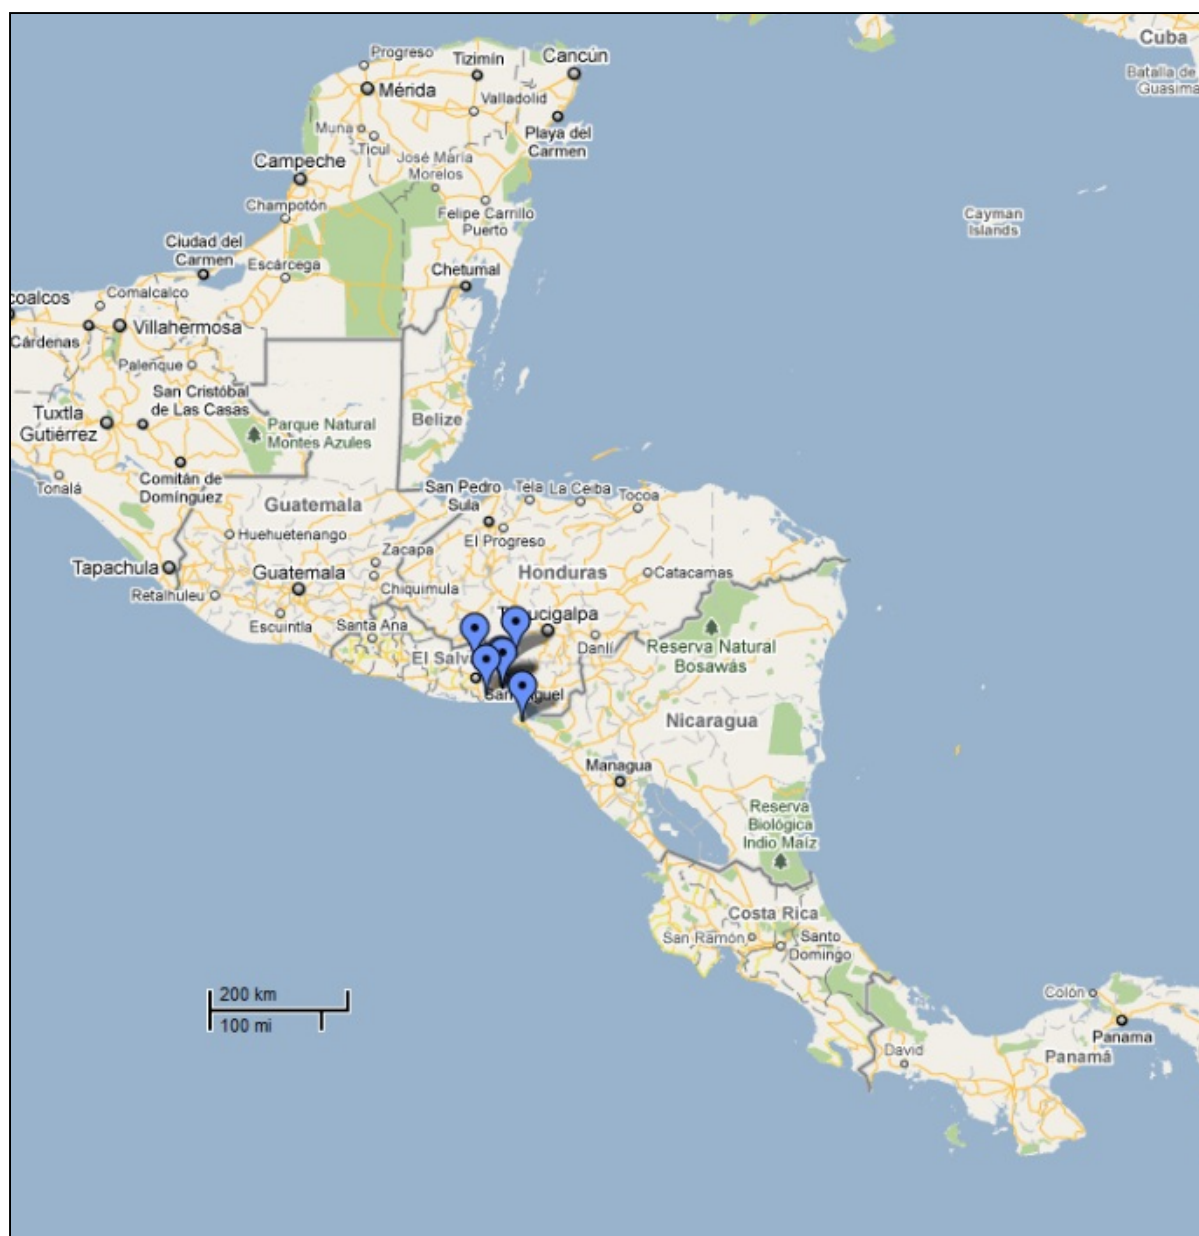 Cuba
Progreso
Tizimín
Cancún
Batalla de
Guasima
Mérida
Valladolid
Muna
Ticul
Playa del
Carmen
José María
Morelos
Campeche
Champotón
Felipe Carrillo
Puerto
Cayman
Islands
Ciudad del
Carmen
Escárcega
Chetumal
coalcos
Comalcalco
Cárdenas
Villahermosa
Palenque
San Cristóbal
de Las Casas
Tuxtla
Gutiérrez
Parque Natural
Montes Azules
Belize
Tonalá
Comitán de
Domínguez
Guatemala
San Pedro
Sula
Tela
La Ceiba
Tocoa
Huehuetenango
El Progreso
Zacapa
Tapachula
Guatemala
Chiquimula
Honduras
Catacamas
Retalhuleu
Escuintla
Santa Ana
ucigalpa
Danlí
Reserva Natural
Bosawás
El Salv
San
guel
Nicaragua
Managua
Reserva
Biológica
Indio Maíz
Costa Rica
San Ramón
Santo
Domingo
200 km
100 mi
Colón
Panama
David
Panamá